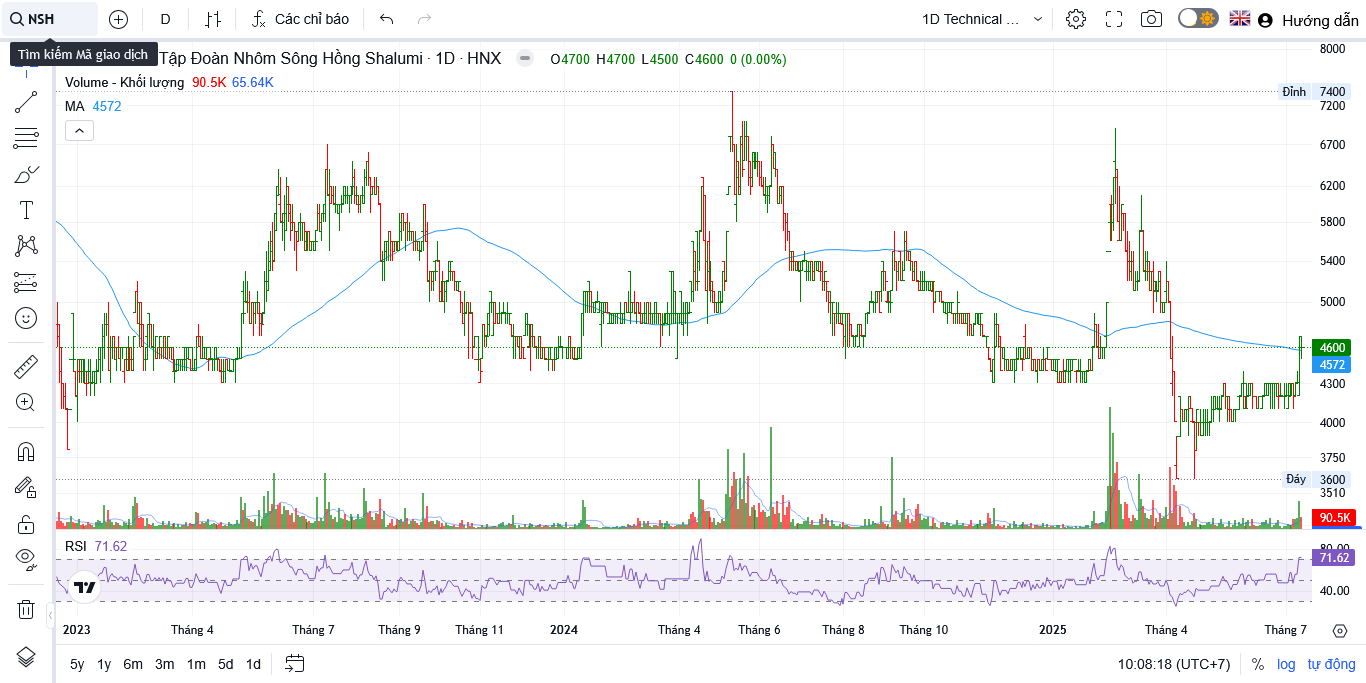 NSH
D
Các chỉ báo
1D Technical ...
Hướng dẫn
Tìm kiếm Mã giao dịch
Tập Đoàn Nhôm Sông Hồng Shalumi · 1D · HNX
O4700 H4700 L4500 C4600 0 (0.00%)
Volume - Khối lượng 90.5K 65.64K
MA 4572
8000
Đỉnh 7400
7200
6700
6200
5800
5400
5000
4600
4572
4300
4000
3750
Đáy 3600
3510
90.5K
RSI 71.62
80.00
71.62
40.00
2023 Tháng 4 Tháng 7 Tháng 9 Tháng 11 2024 Tháng 4 Tháng 6 Tháng 8 Tháng 10 2025 Tháng 4 Tháng 7
5y 1y 6m 3m 1m 5d 1d
10:08:18 (UTC+7) % log tự động